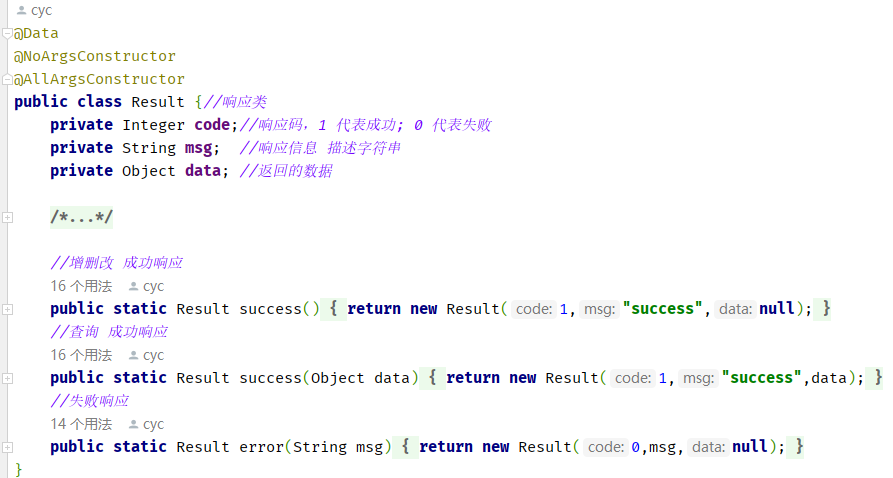 cyc
@Data
@NoArgsConstructor
@AllArgsConstructor
public class Result {//响应类
private Integer code;//响应码，1 代表成功; 0 代表失败
private String msg;  //响应信息 描述字符串
private Object data; //返回的数据
/*...*/
//增删改 成功响应
16 个用法 cyc
public static Result success() { return new Result( code: 1, msg: "success", data: null); }
//查询 成功响应
16 个用法 cyc
public static Result success(Object data) { return new Result( code: 1, msg: "success",data); }
//失败响应
14 个用法 cyc
public static Result error(String msg) { return new Result( code: 0,msg, data: null); }
}